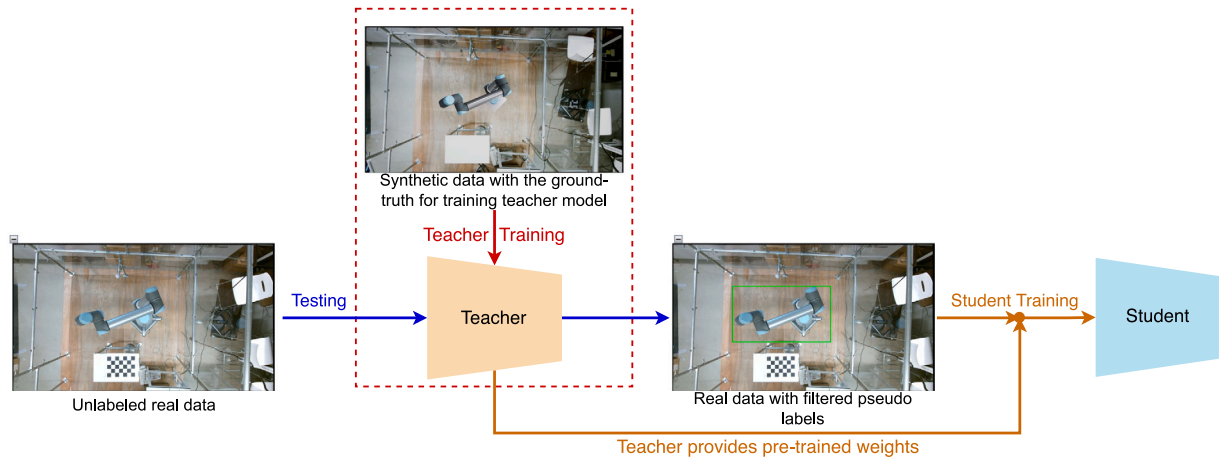 Synthetic data with the ground-
truth for training teacher model
Teacher Training
Testing
Teacher
Student Training
Student
Unlabeled real data
Real data with filtered pseudo
labels
Teacher provides pre-trained weights